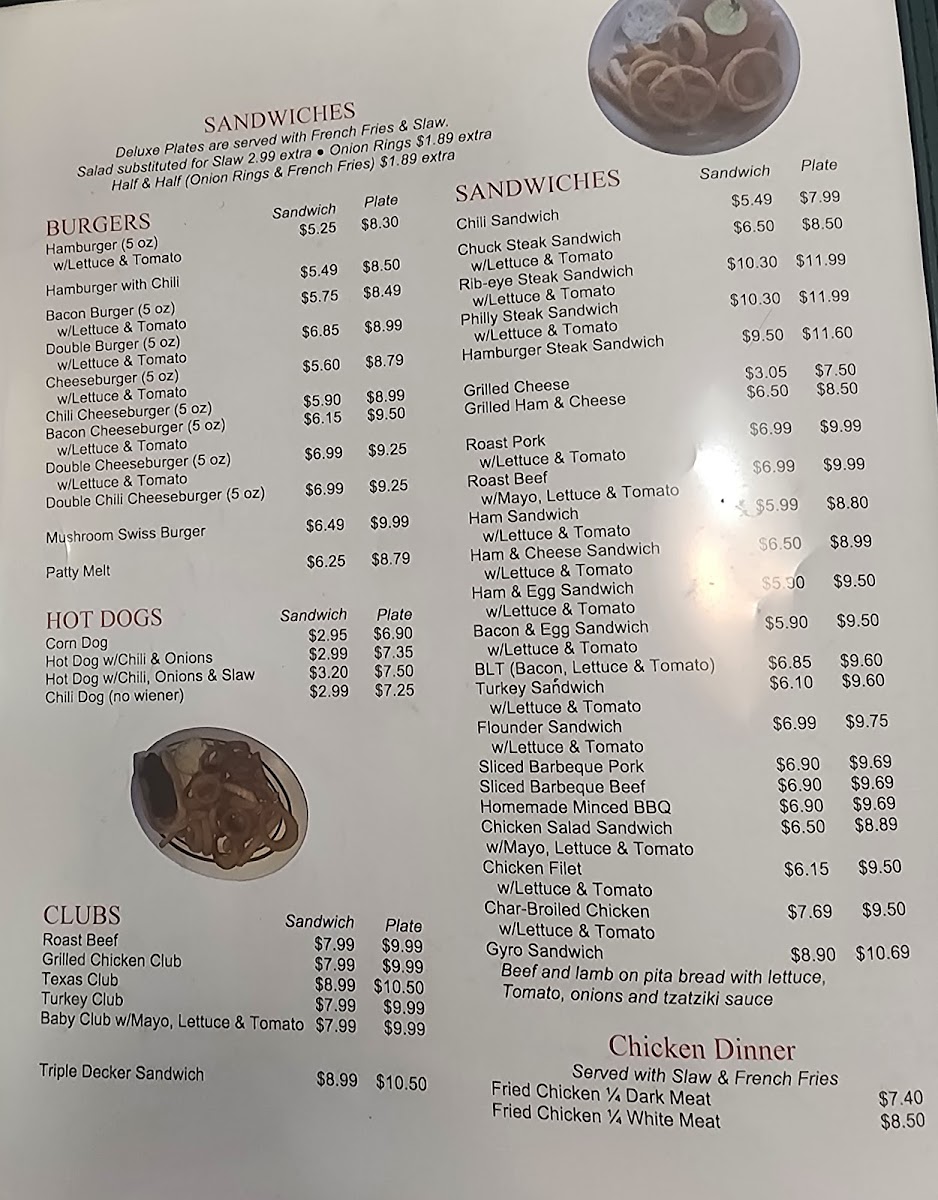 SANDWICHES
Deluxe Plates are served with French Fries & Slaw.
Salad substituted for Slaw 2.99 extra • Onion Rings $1.89 extra
Half & Half (Onion Rings & French Fries) $1.89 extra
BURGERS Sandwich Plate
Hamburger (5 oz) $5.25 $8.30
w/Lettuce & Tomato
Hamburger with Chili $5.49 $8.50
Bacon Burger (5 oz) $5.75 $8.49
w/Lettuce & Tomato
Double Burger (5 oz) $6.85 $8.99
w/Lettuce & Tomato
Cheeseburger (5 oz) $5.60 $8.79
w/Lettuce & Tomato
Chili Cheeseburger (5 oz) $5.90 $8.99
Bacon Cheeseburger (5 oz) $6.15 $9.50
w/Lettuce & Tomato
Double Cheeseburger (5 oz) $6.99 $9.25
w/Lettuce & Tomato
Double Chili Cheeseburger (5 oz) $6.99 $9.25
Mushroom Swiss Burger $6.49 $9.99
Patty Melt $6.25 $8.79
HOT DOGS Sandwich Plate
Corn Dog $2.95 $6.90
Hot Dog w/Chili & Onions $2.99 $7.35
Hot Dog w/Chili, Onions & Slaw $3.20 $7.50
Chili Dog (no wiener) $2.99 $7.25
CLUBS Sandwich Plate
Roast Beef $7.99 $9.99
Grilled Chicken Club $7.99 $9.99
Texas Club $8.99 $10.50
Turkey Club $7.99 $9.99
Baby Club w/Mayo, Lettuce & Tomato $7.99 $9.99
Triple Decker Sandwich $8.99 $10.50
SANDWICHES Sandwich Plate
Chili Sandwich $5.49 $7.99
Chuck Steak Sandwich $6.50 $8.50
w/Lettuce & Tomato
Rib-eye Steak Sandwich $10.30 $11.99
w/Lettuce & Tomato
Philly Steak Sandwich $10.30 $11.99
w/Lettuce & Tomato
Hamburger Steak Sandwich $9.50 $11.60
Grilled Cheese $3.05 $7.50
Grilled Ham & Cheese $6.50 $8.50
Roast Pork $6.99 $9.99
w/Lettuce & Tomato
Roast Beef $6.99 $9.99
w/Mayo, Lettuce & Tomato
Ham Sandwich $5.99 $8.80
w/Lettuce & Tomato
Ham & Cheese Sandwich $6.50 $8.99
w/Lettuce & Tomato
Ham & Egg Sandwich $5.90 $9.50
w/Lettuce & Tomato
Bacon & Egg Sandwich $5.90 $9.50
w/Lettuce & Tomato
BLT (Bacon, Lettuce & Tomato) $6.85 $9.60
Turkey Sandwich $6.10 $9.60
w/Lettuce & Tomato
Flounder Sandwich $6.99 $9.75
w/Lettuce & Tomato
Sliced Barbeque Pork $6.90 $9.69
Sliced Barbeque Beef $6.90 $9.69
Homemade Minced BBQ $6.90 $9.69
Chicken Salad Sandwich $6.50 $8.89
w/Mayo, Lettuce & Tomato
Chicken Filet $6.15 $9.50
w/Lettuce & Tomato
Char-Broiled Chicken $7.69 $9.50
w/Lettuce & Tomato
Gyro Sandwich $8.90 $10.69
Beef and lamb on pita bread with lettuce,
Tomato, onions and tzatziki sauce
Chicken Dinner
Served with Slaw & French Fries
Fried Chicken ¼ Dark Meat $7.40
Fried Chicken ¼ White Meat $8.50